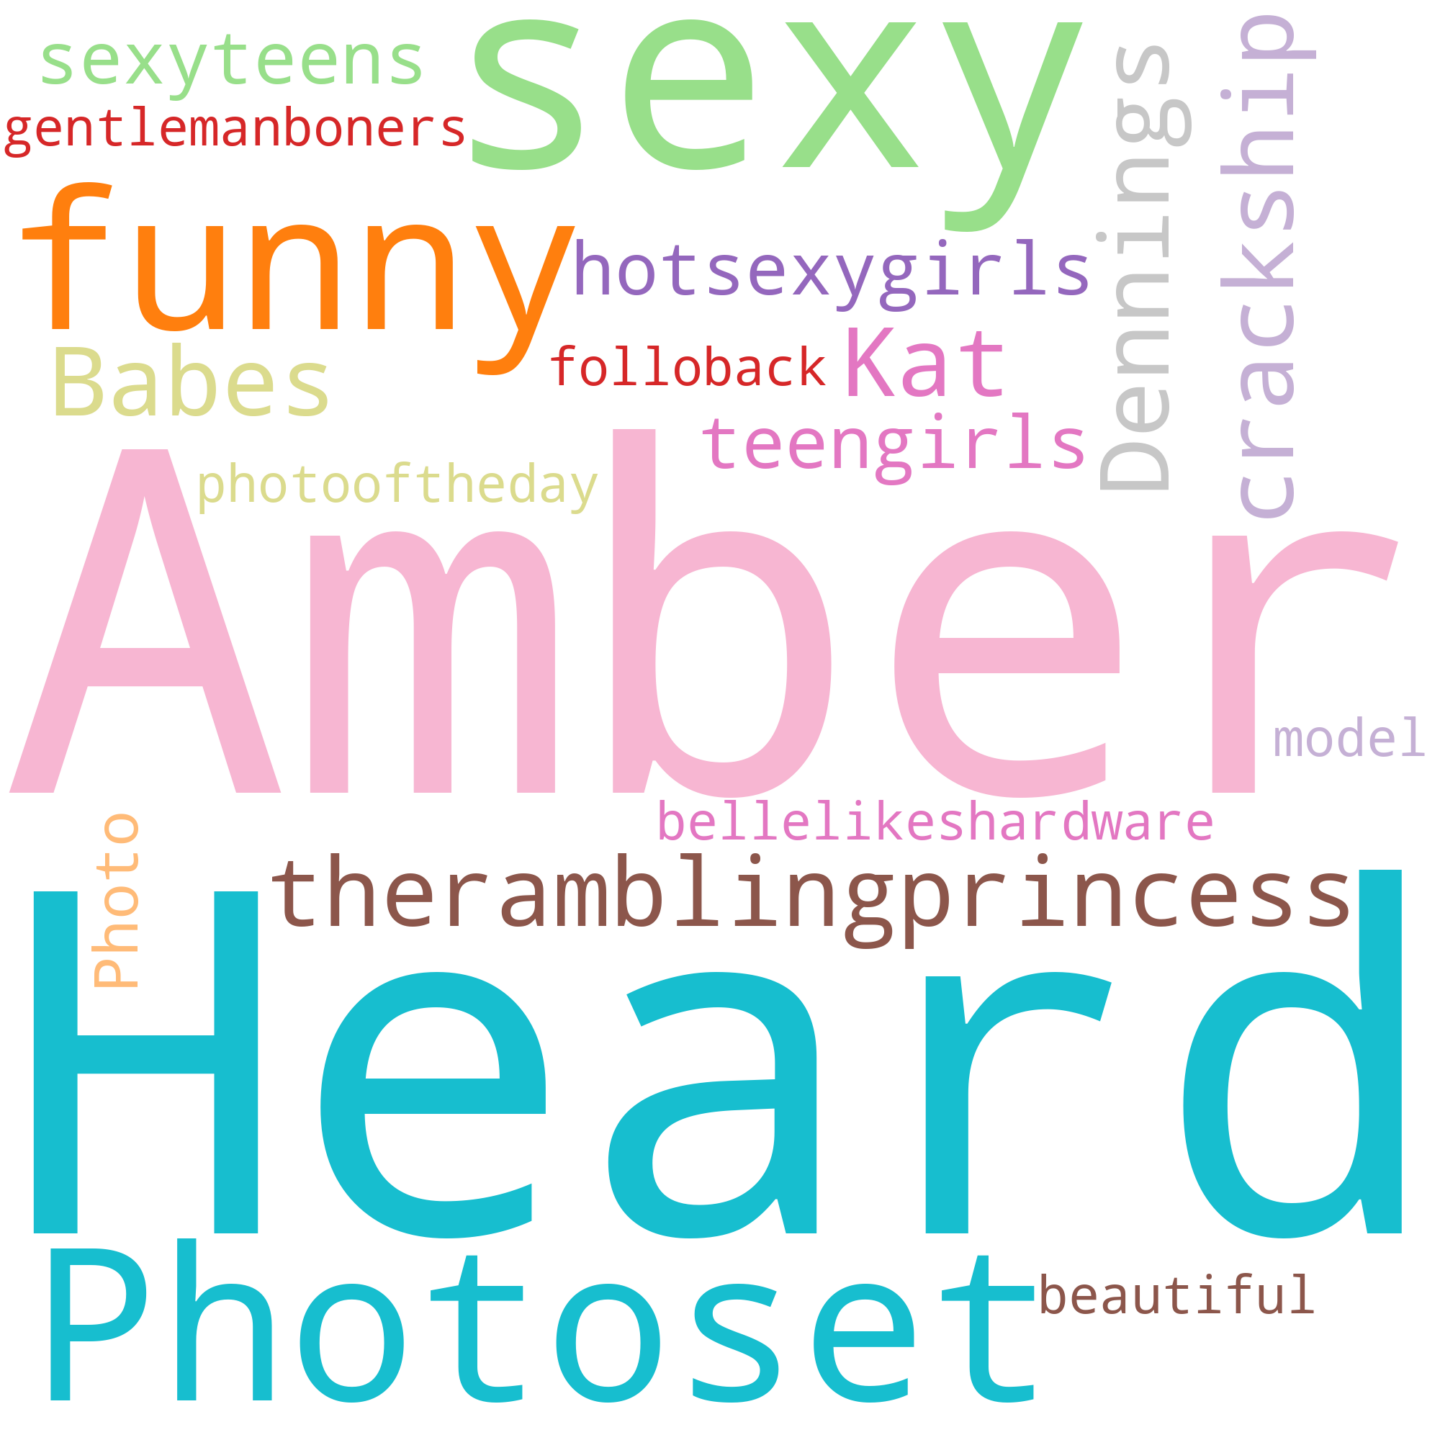 sexyteens
sexy
gentlemanboners
funny
hotsexygirls
Dennings
crackship
Babes
folloback
Kat
teengirls
photooftheday
Amber
model
bellelikeshardware
Photo
theramblingprincess
Heard
Photoset
beautiful